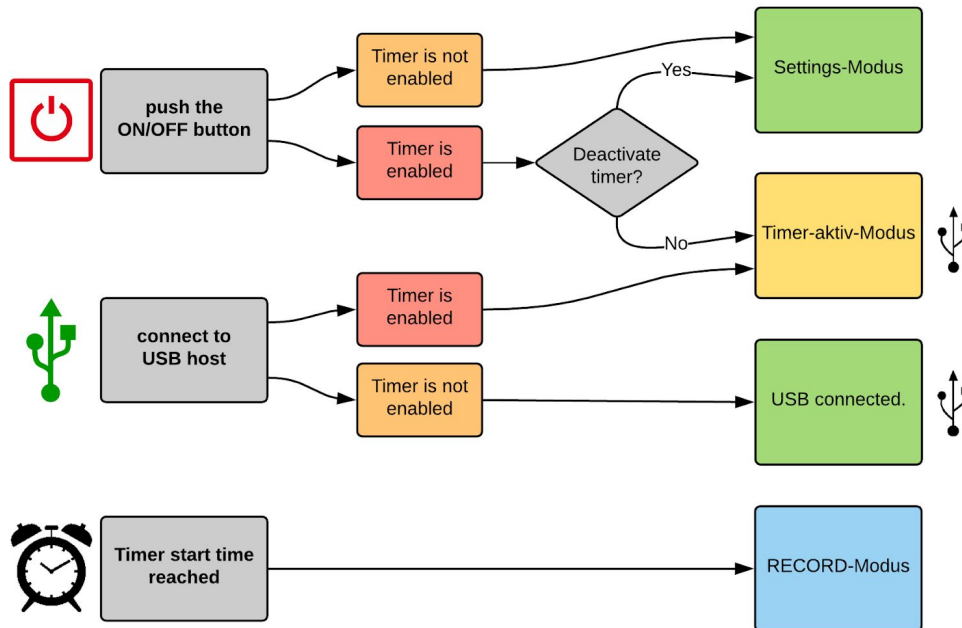 push the
ON/OFF button
Timer is not
enabled
Timer is
enabled
Deactivate
timer?
Yes
No
Settings-Modus
Timer-aktiv-Modus
connect to
USB host
Timer is
enabled
Timer is not
enabled
USB connected.
Timer start time
reached
RECORD-Modus